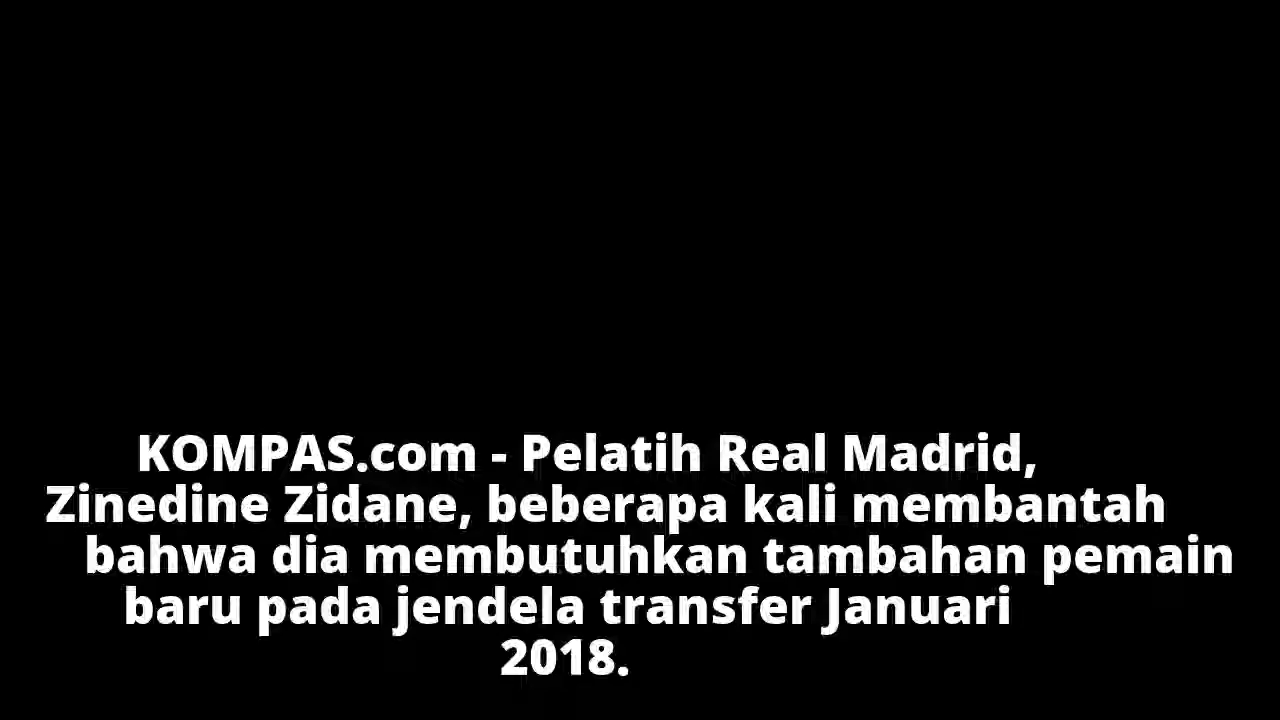 KOMPAS.com - Pelatih Real Madrid,
Zinedine Zidane, beberapa kali membantah
bahwa dia membutuhkan tambahan pemain
baru pada jendela transfer Januari
2018.